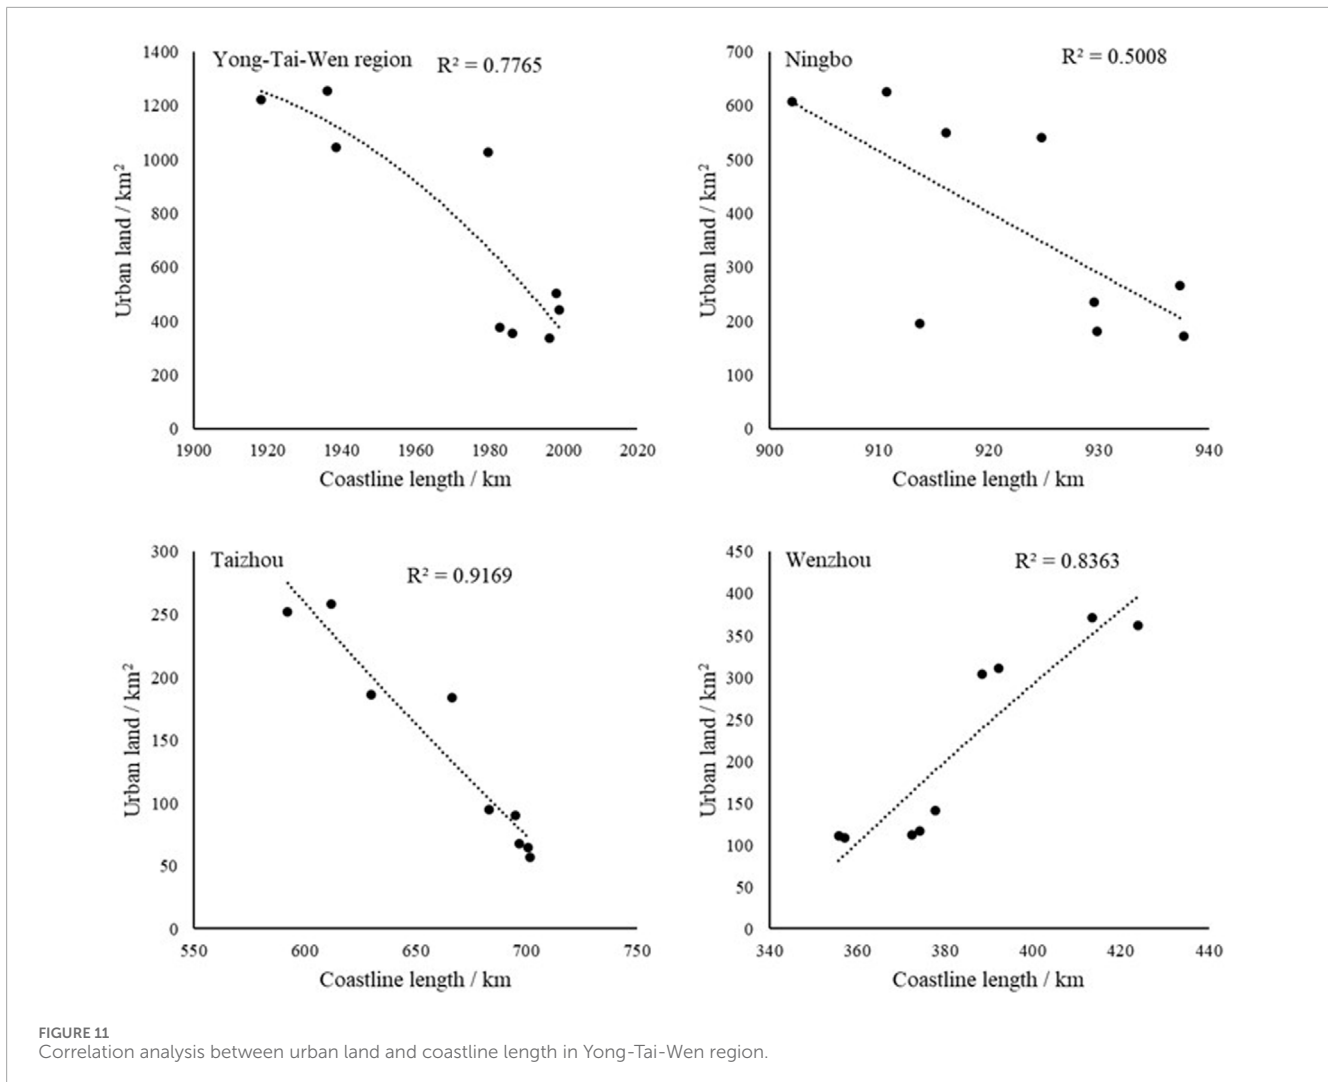 Yong-Tai-Wen region
R² = 0.7765
Urban land / km²
1400
1200
1000
800
600
400
200
0
1900 1920 1940 1960 1980 2000 2020
Coastline length / km
Ningbo
R² = 0.5008
Urban land / km²
700
600
500
400
300
200
100
0
900 910 920 930 940
Coastline length / km
Taizhou
R² = 0.9169
Urban land / km²
300
250
200
150
100
50
0
550 600 650 700 750
Coastline length / km
Wenzhou
R² = 0.8363
Urban land / km²
450
400
350
300
250
200
150
100
50
0
340 360 380 400 420 440
Coastline length / km
FIGURE 11
Correlation analysis between urban land and coastline length in Yong-Tai-Wen region.